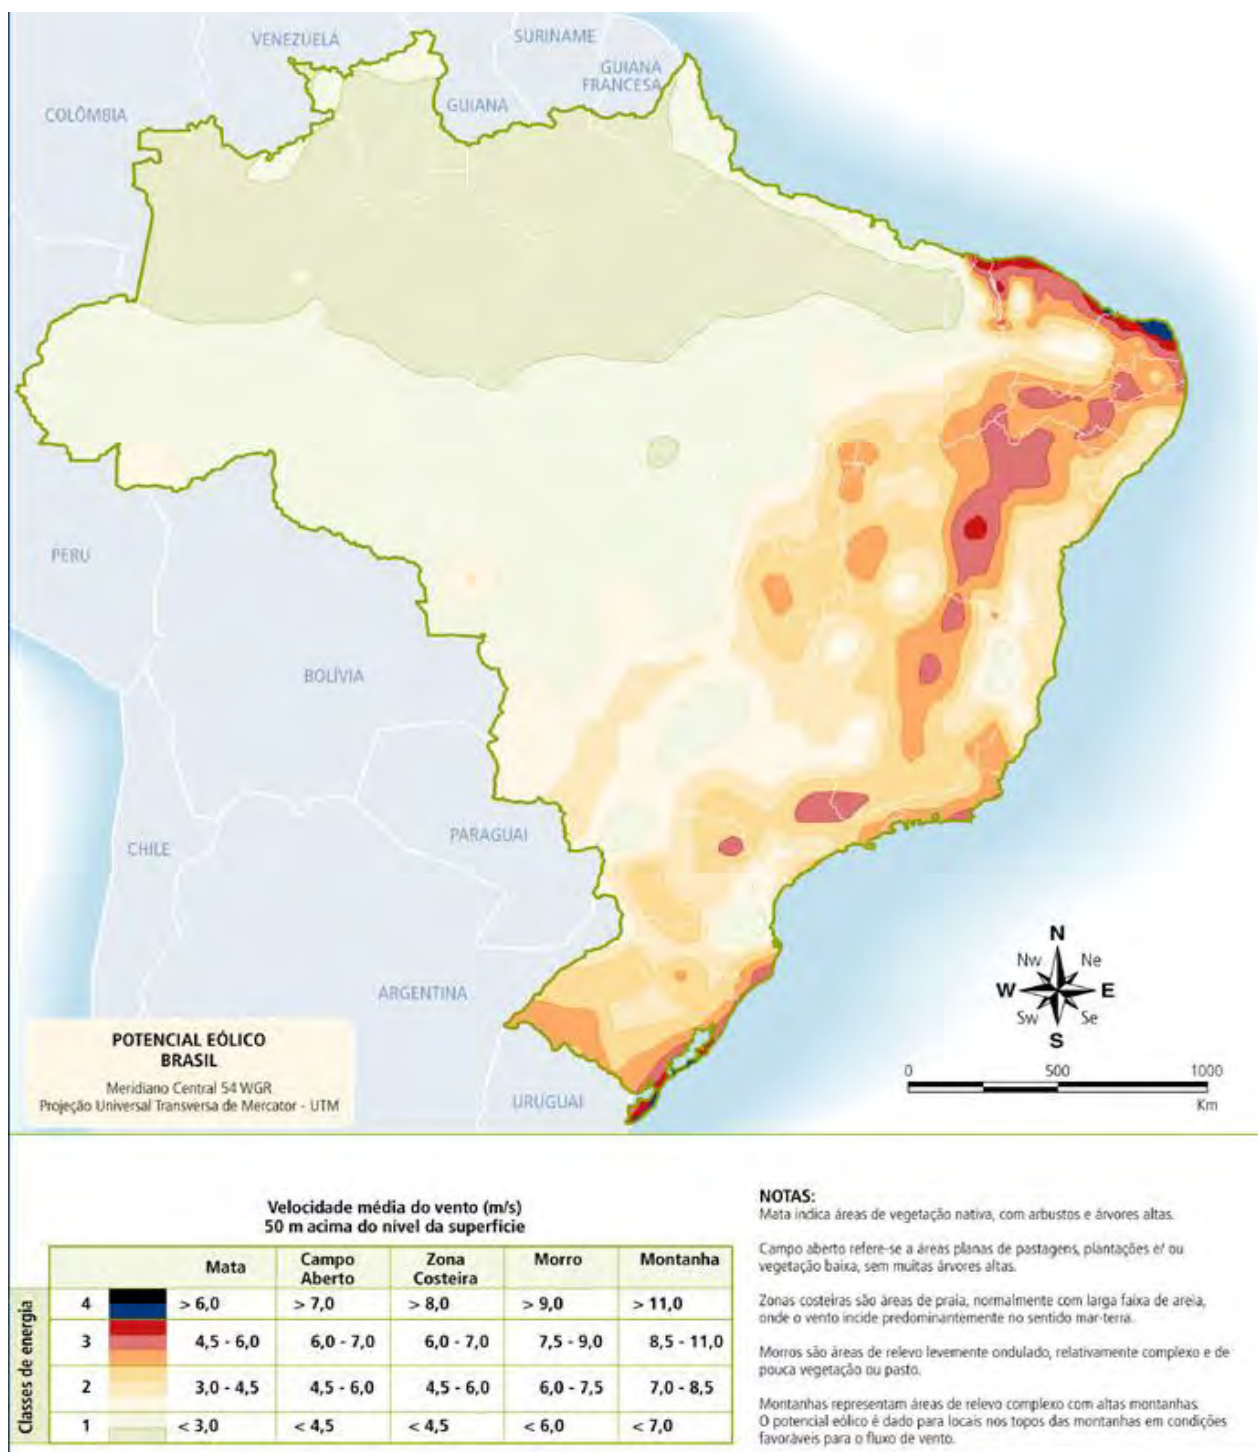 VENEZUELA
SURINAME
GUIANA
FRANCESA
COLÔMBIA
GUIANA
PERU
BOLÍVIA
PARAGUAI
CHILE
ARGENTINA
URUGUAI
N
Nw
Ne
W
E
Sw
Se
S
0
500
1000
Km
POTENCIAL EÓLICO
BRASIL
Meridiano Central 54 WGR
Projeção Universal Transversa de Mercator - UTM
Velocidade média do vento (m/s)
50 m acima do nível da superfície
Mata
Campo Aberto
Zona Costeira
Morro
Montanha
Classes de energia
4 > 6,0 > 7,0 > 8,0 > 9,0 > 11,0
3 4,5 - 6,0 6,0 - 7,0 6,0 - 7,0 7,5 - 9,0 8,5 - 11,0
2 3,0 - 4,5 4,5 - 6,0 4,5 - 6,0 6,0 - 7,5 7,0 - 8,5
1 < 3,0 < 4,5 < 4,5 < 6,0 < 7,0
NOTAS:
Mata indica áreas de vegetação nativa, com arbustos e árvores altas.
Campo aberto refere-se a áreas planas de pastagens, plantações e/ ou
vegetação baixa, sem muitas árvores altas.
Zonas costeiras são áreas de praia, normalmente com larga faixa de areia,
onde o vento incide predominantemente no sentido mar-terra.
Morros são áreas de relevo levemente ondulado, relativamente complexo e de
pouca vegetação ou pasto.
Montanhas representam áreas de relevo complexo com altas montanhas.
O potencial eólico é dado para locais nos topos das montanhas em condições
favoráveis para o fluxo de vento.